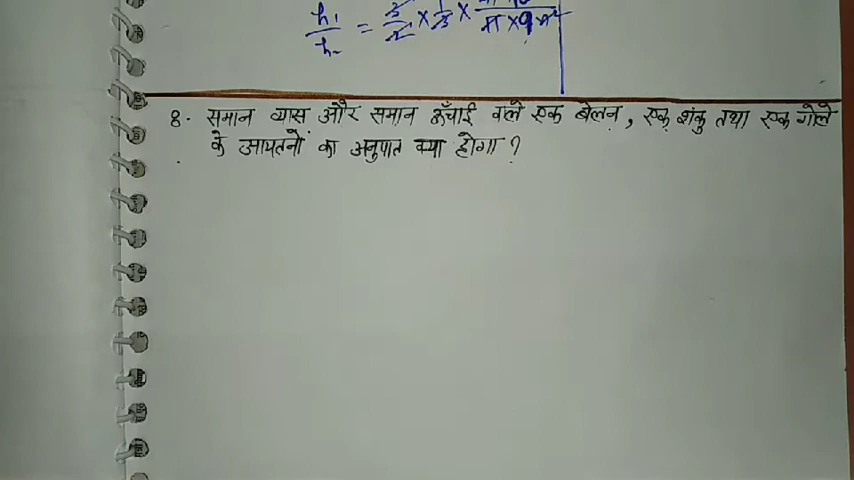 h₁/h₂ = 3/2 × 1/3 ×
8. समान व्यास और समान ऊँचाई वाले एक बेलन, एक शंकु तथा एक गोले
के आयतनों का अनुपात क्या होगा ?